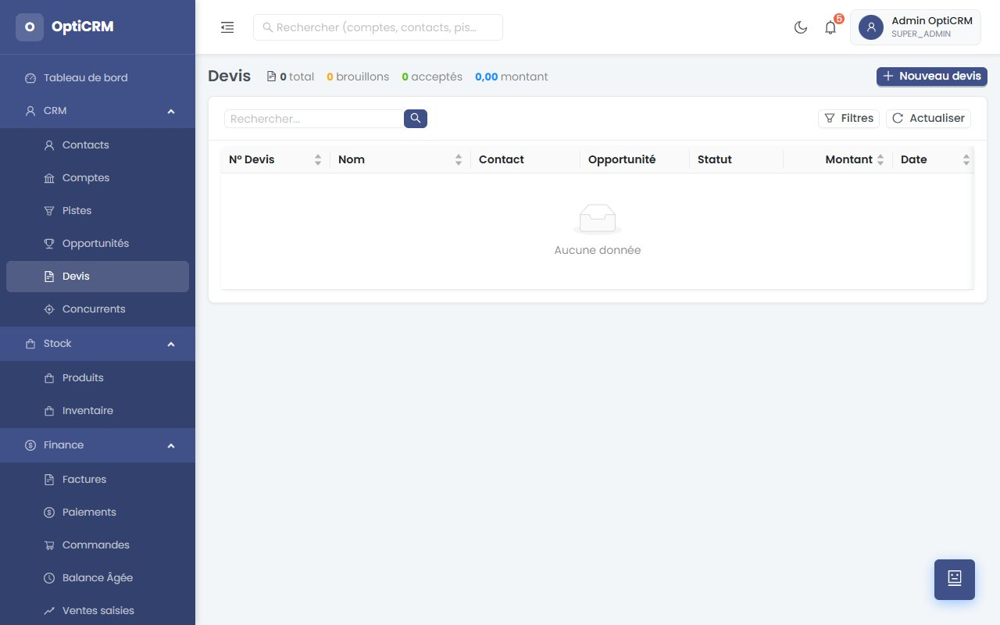 O OptiCRM
Tableau de bord
CRM
Contacts
Comptes
Pistes
Opportunités
Devis
Concurrents
Stock
Produits
Inventaire
Finance
Factures
Paiements
Commandes
Balance Âgée
Ventes saisies
Rechercher (comptes, contacts, pis...
5
Admin OptiCRM
SUPER_ADMIN
Devis 0 total 0 brouillons 0 acceptés 0,00 montant
Nouveau devis
Rechercher...
Filtres Actualiser
N° Devis Nom Contact Opportunité Statut Montant Date
Aucune donnée